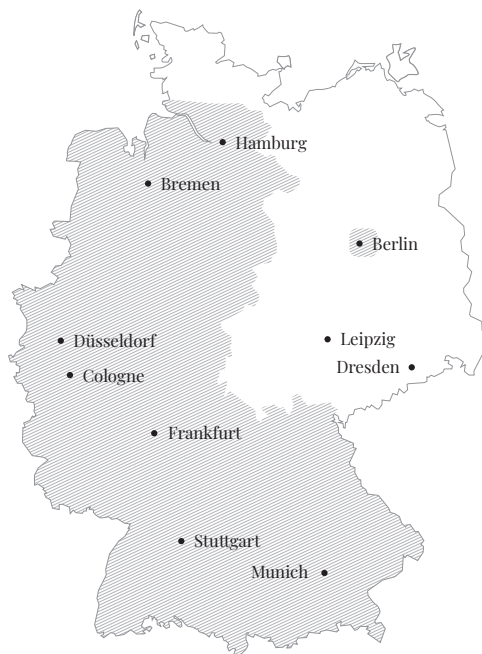 Hamburg
Bremen
Berlin
Düsseldorf
Leipzig
Dresden
Cologne
Frankfurt
Stuttgart
Munich